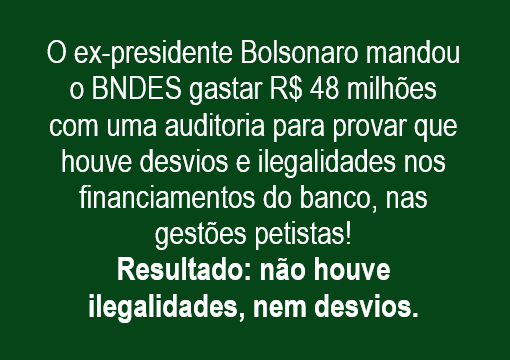 O ex-presidente Bolsonaro mandou
o BNDES gastar R$ 48 milhões
com uma auditoria para provar que
houve desvios e ilegalidades nos
financiamentos do banco, nas
gestões petistas!
Resultado: não houve
ilegalidades, nem desvios.